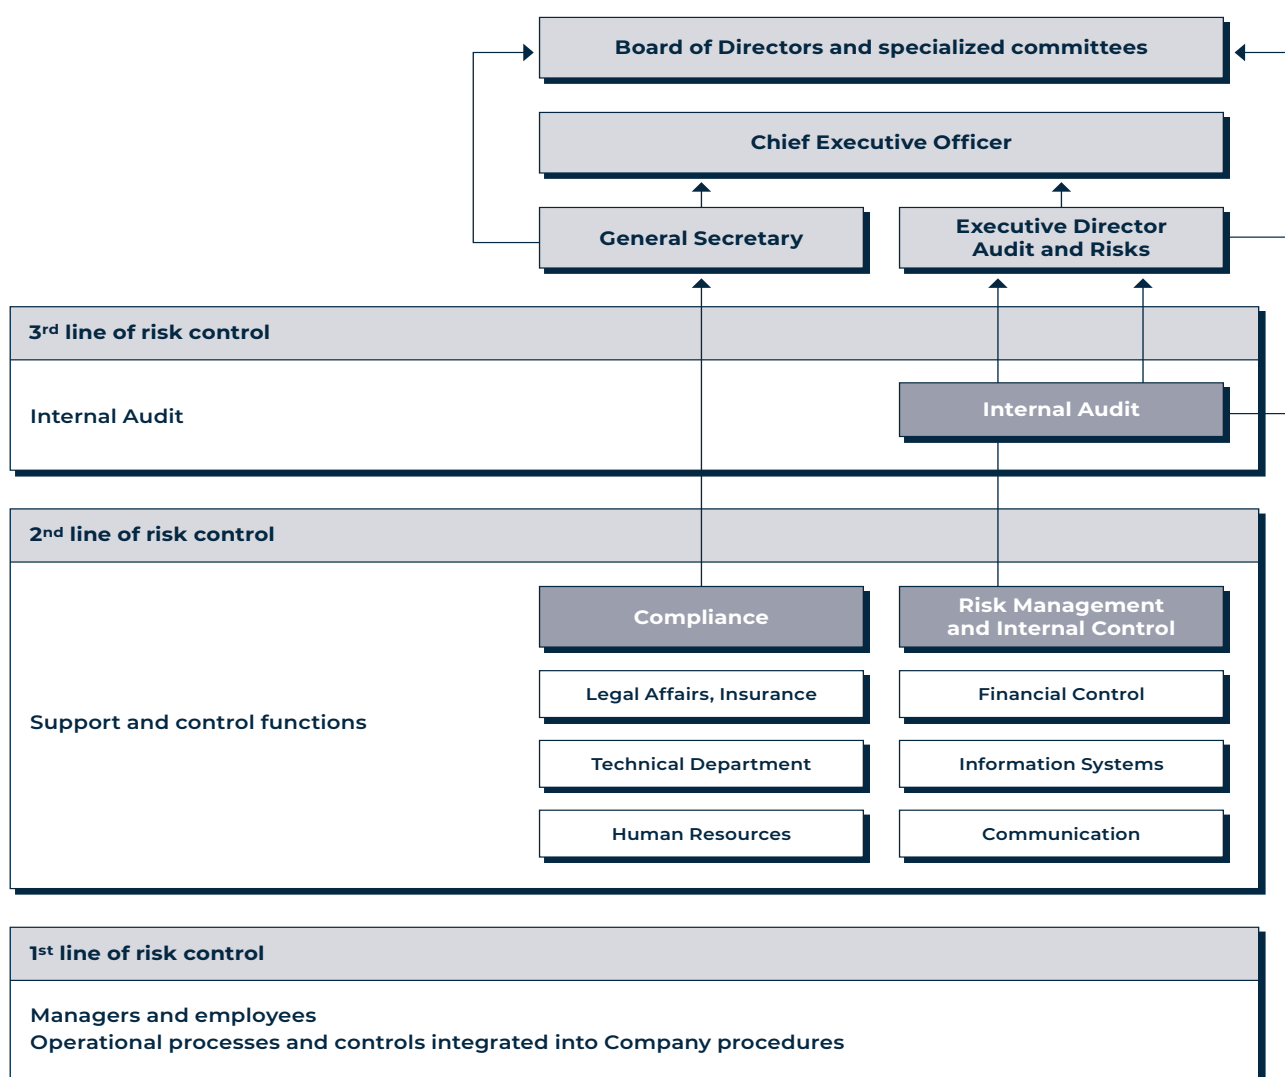 Board of Directors and specialized committees
Chief Executive Officer
General Secretary
Executive Director
Audit and Risks
3rd line of risk control
Internal Audit
Internal Audit
2nd line of risk control
Compliance
Risk Management
and Internal Control
Legal Affairs, Insurance
Financial Control
Support and control functions
Technical Department
Information Systems
Human Resources
Communication
1st line of risk control
Managers and employees
Operational processes and controls integrated into Company procedures